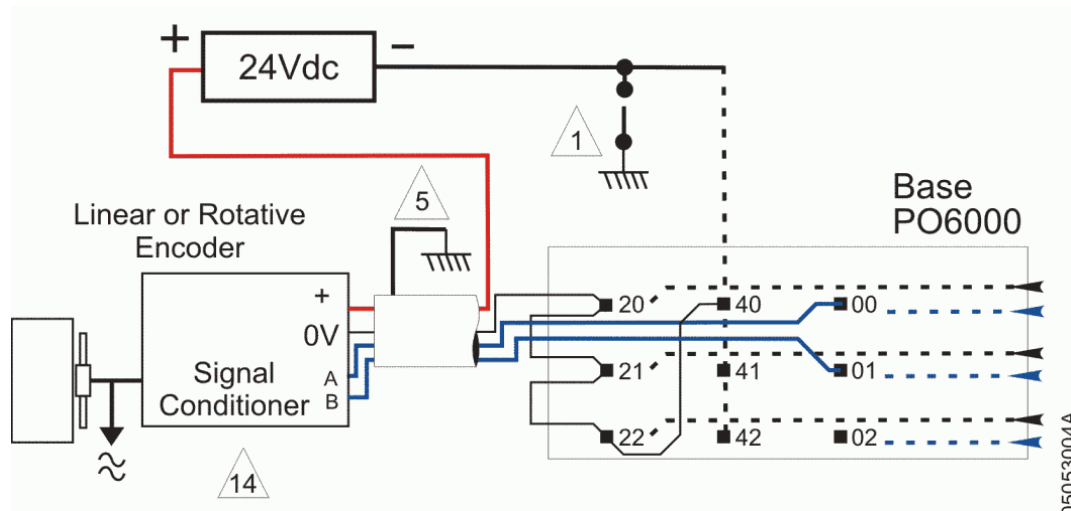 +
24Vdc
−
1
5
Base
PO6000
Linear or Rotative
Encoder
+
0V
A
B
Signal
Conditioner
14
20
40
00
21
41
01
22
42
02
05053004A